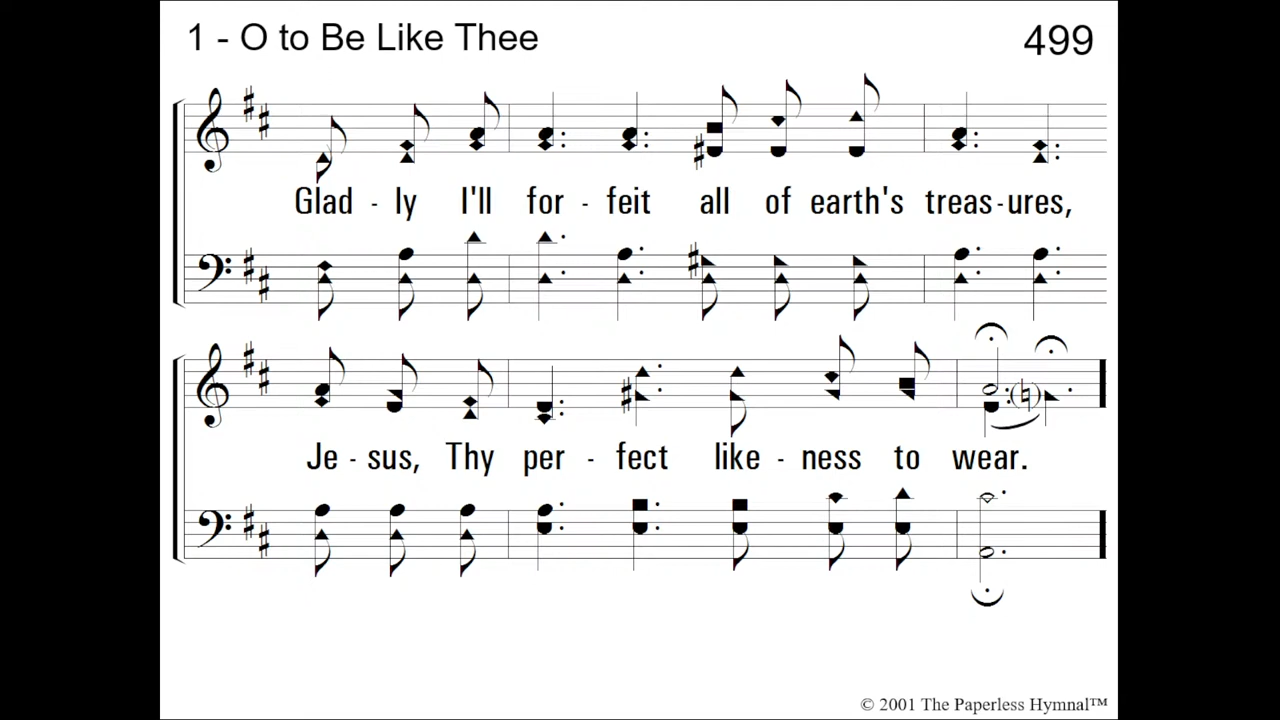 1 - O to Be Like Thee 499
Glad - ly I'll for - feit all of earth's treas - ures,
Je - sus, Thy per - fect like - ness to wear.
© 2001 The Paperless Hymnal™